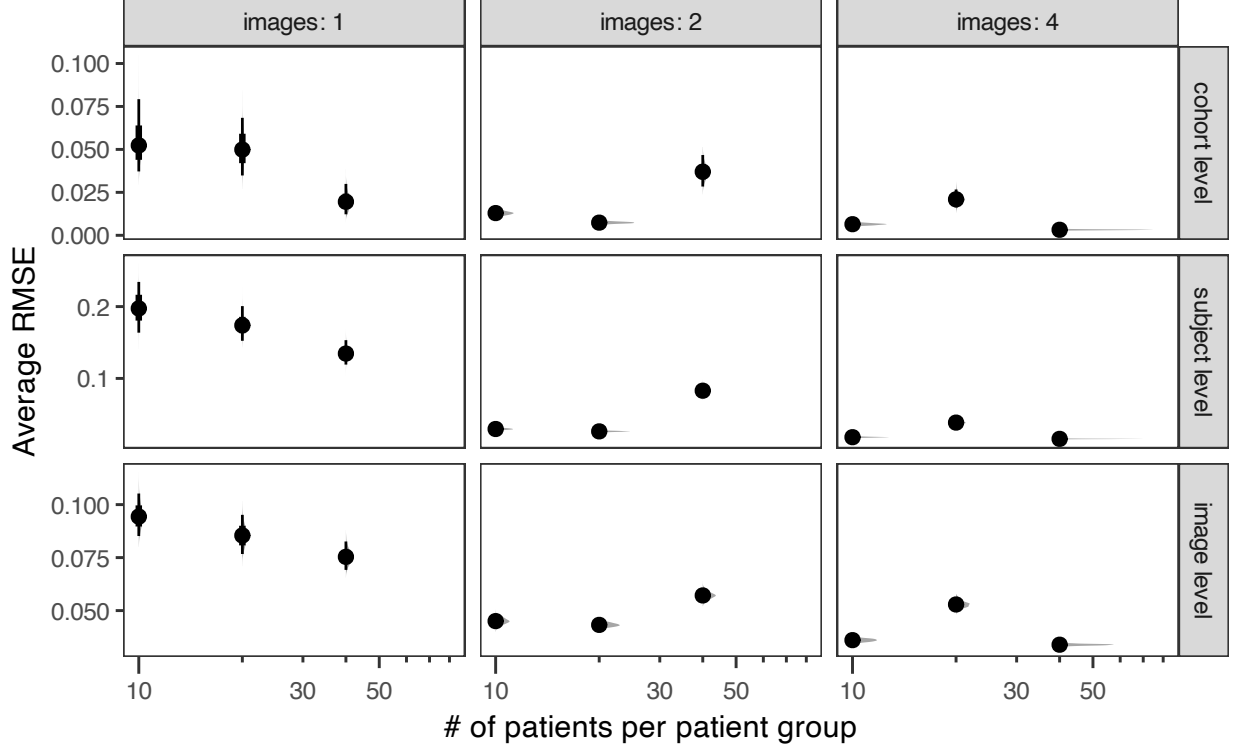 images: 1
images: 2
images: 4
Average RMSE
0.100
0.075
0.050
0.025
0.000
cohort level
0.2
0.1
subject level
0.100
0.075
0.050
image level
10 30 50
10 30 50
10 30 50
# of patients per patient group